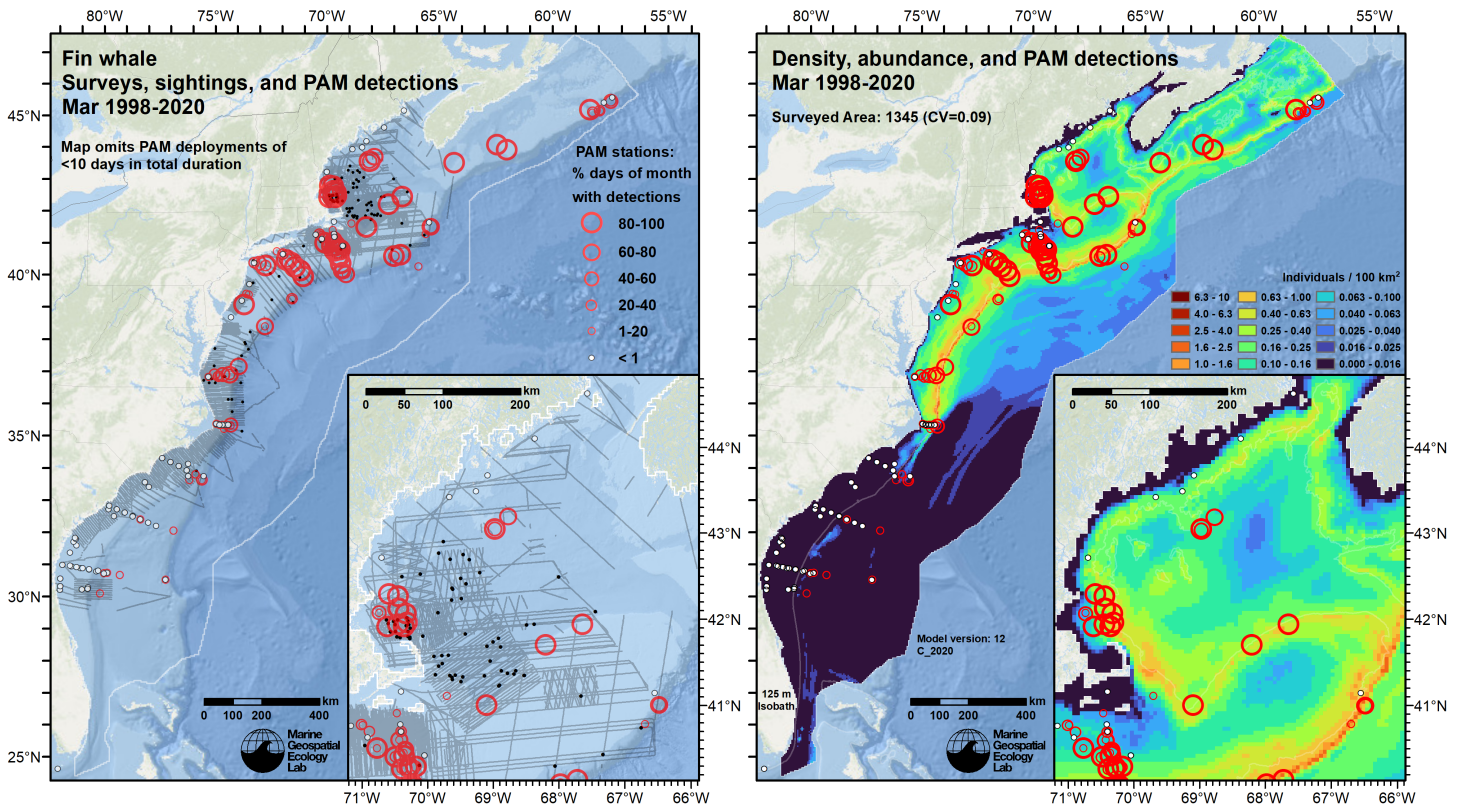 80°W 75°W 70°W 65°W 60°W 55°W
Fin whale
Surveys, sightings, and PAM detections
Mar 1998-2020
Map omits PAM deployments of
<10 days in total duration
PAM stations:
% days of month
with detections
80-100
60-80
40-60
20-40
1-20
< 1
45°N
40°N
35°N
30°N
25°N
km
0 50 100 200
km
0 100 200 400
Marine
Geospatial
Ecology
Lab
44°N
43°N
42°N
41°N
71°W 70°W 69°W 68°W 67°W 66°W
80°W 75°W 70°W 65°W 60°W 55°W
Density, abundance, and PAM detections
Mar 1998-2020
Surveyed Area: 1345 (CV=0.09)
Individuals / 100 km²
6.3 - 10 0.63 - 1.00 0.063 - 0.100
4.0 - 6.3 0.40 - 0.63 0.040 - 0.063
2.5 - 4.0 0.25 - 0.40 0.025 - 0.040
1.6 - 2.5 0.16 - 0.25 0.016 - 0.025
1.0 - 1.6 0.10 - 0.16 0.000 - 0.016
km
0 50 100 200
Model version: 12
C_2020
125 m
Isobath
km
0 100 200 400
Marine
Geospatial
Ecology
Lab
44°N
43°N
42°N
41°N
71°W 70°W 69°W 68°W 67°W 66°W